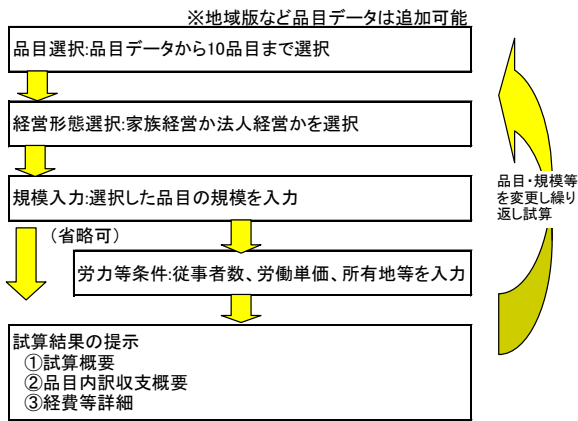 ※地域版など品目データは追加可能
品目選択:品目データから10品目まで選択
経営形態選択:家族経営か法人経営かを選択
規模入力:選択した品目の規模を入力
(省略可)
労力等条件:従事者数、労働単価、所有地等を入力
試算結果の提示
①試算概要
②品目内訳収支概要
③経費等詳細
品目・規模等
を変更し繰り
返し試算